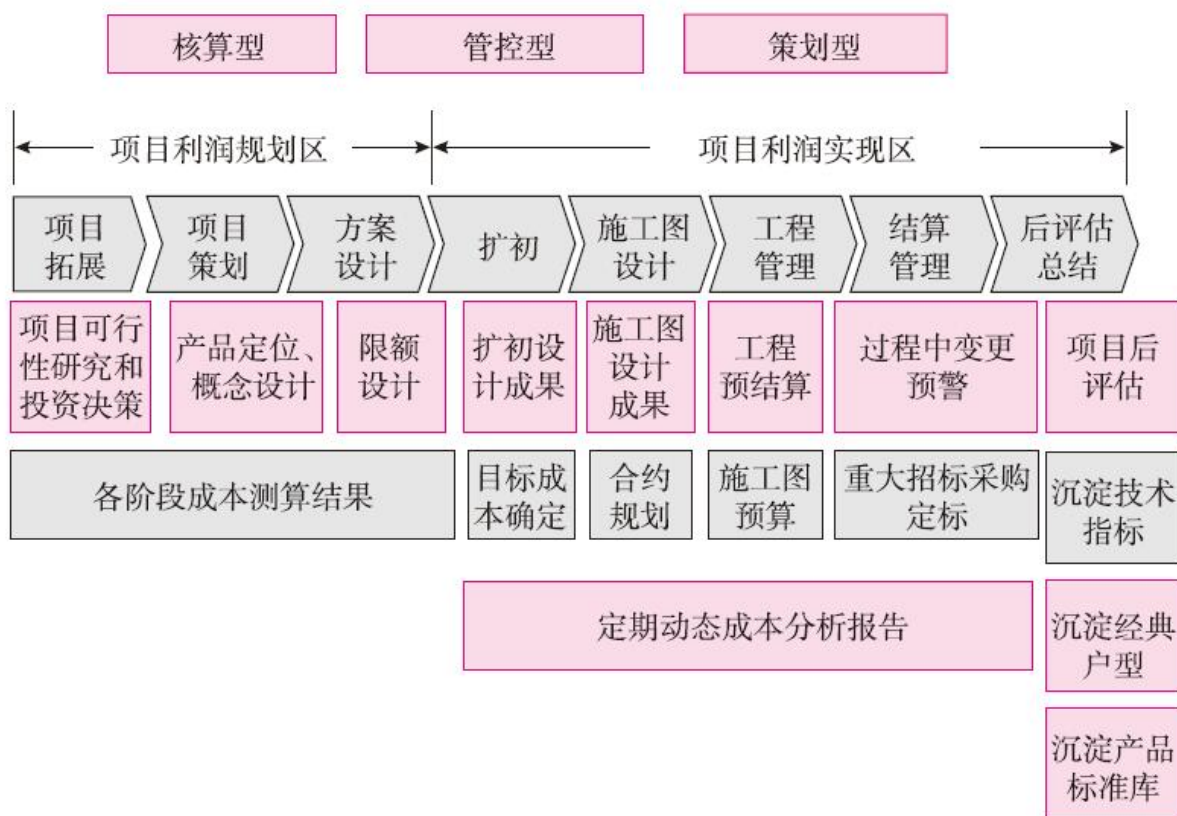 核算型
管控型
策划型
项目利润规划区
项目利润实现区
项目
拓展
项目
策划
方案
设计
扩初
施工图
设计
工程
管理
结算
管理
后评估
总结
项目可行
性研究和
投资决策
产品定位、
概念设计
限额
设计
扩初设
计成果
施工图
设计
成果
工程
预结算
过程中变更
预警
项目后
评估
各阶段成本测算结果
目标成
本确定
合约
规划
施工图
预算
重大招标采购
定标
沉淀技术
指标
定期动态成本分析报告
沉淀经典
户型
沉淀产品
标准库